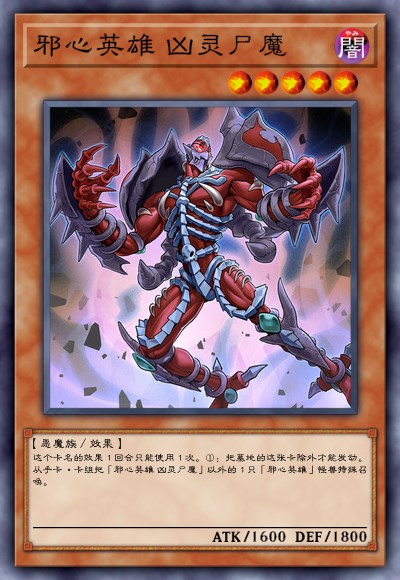 邪心英雄 凶灵尸魔
やみ
闇
【恶魔族/效果】
这个卡名的效果1回合只能使用1次。①：把墓地的这张卡除外才能发动。
从手卡·卡组把「邪心英雄 凶灵尸魔」以外的1只「邪心英雄」怪兽特殊召
唤。
ATK/1600 DEF/1800